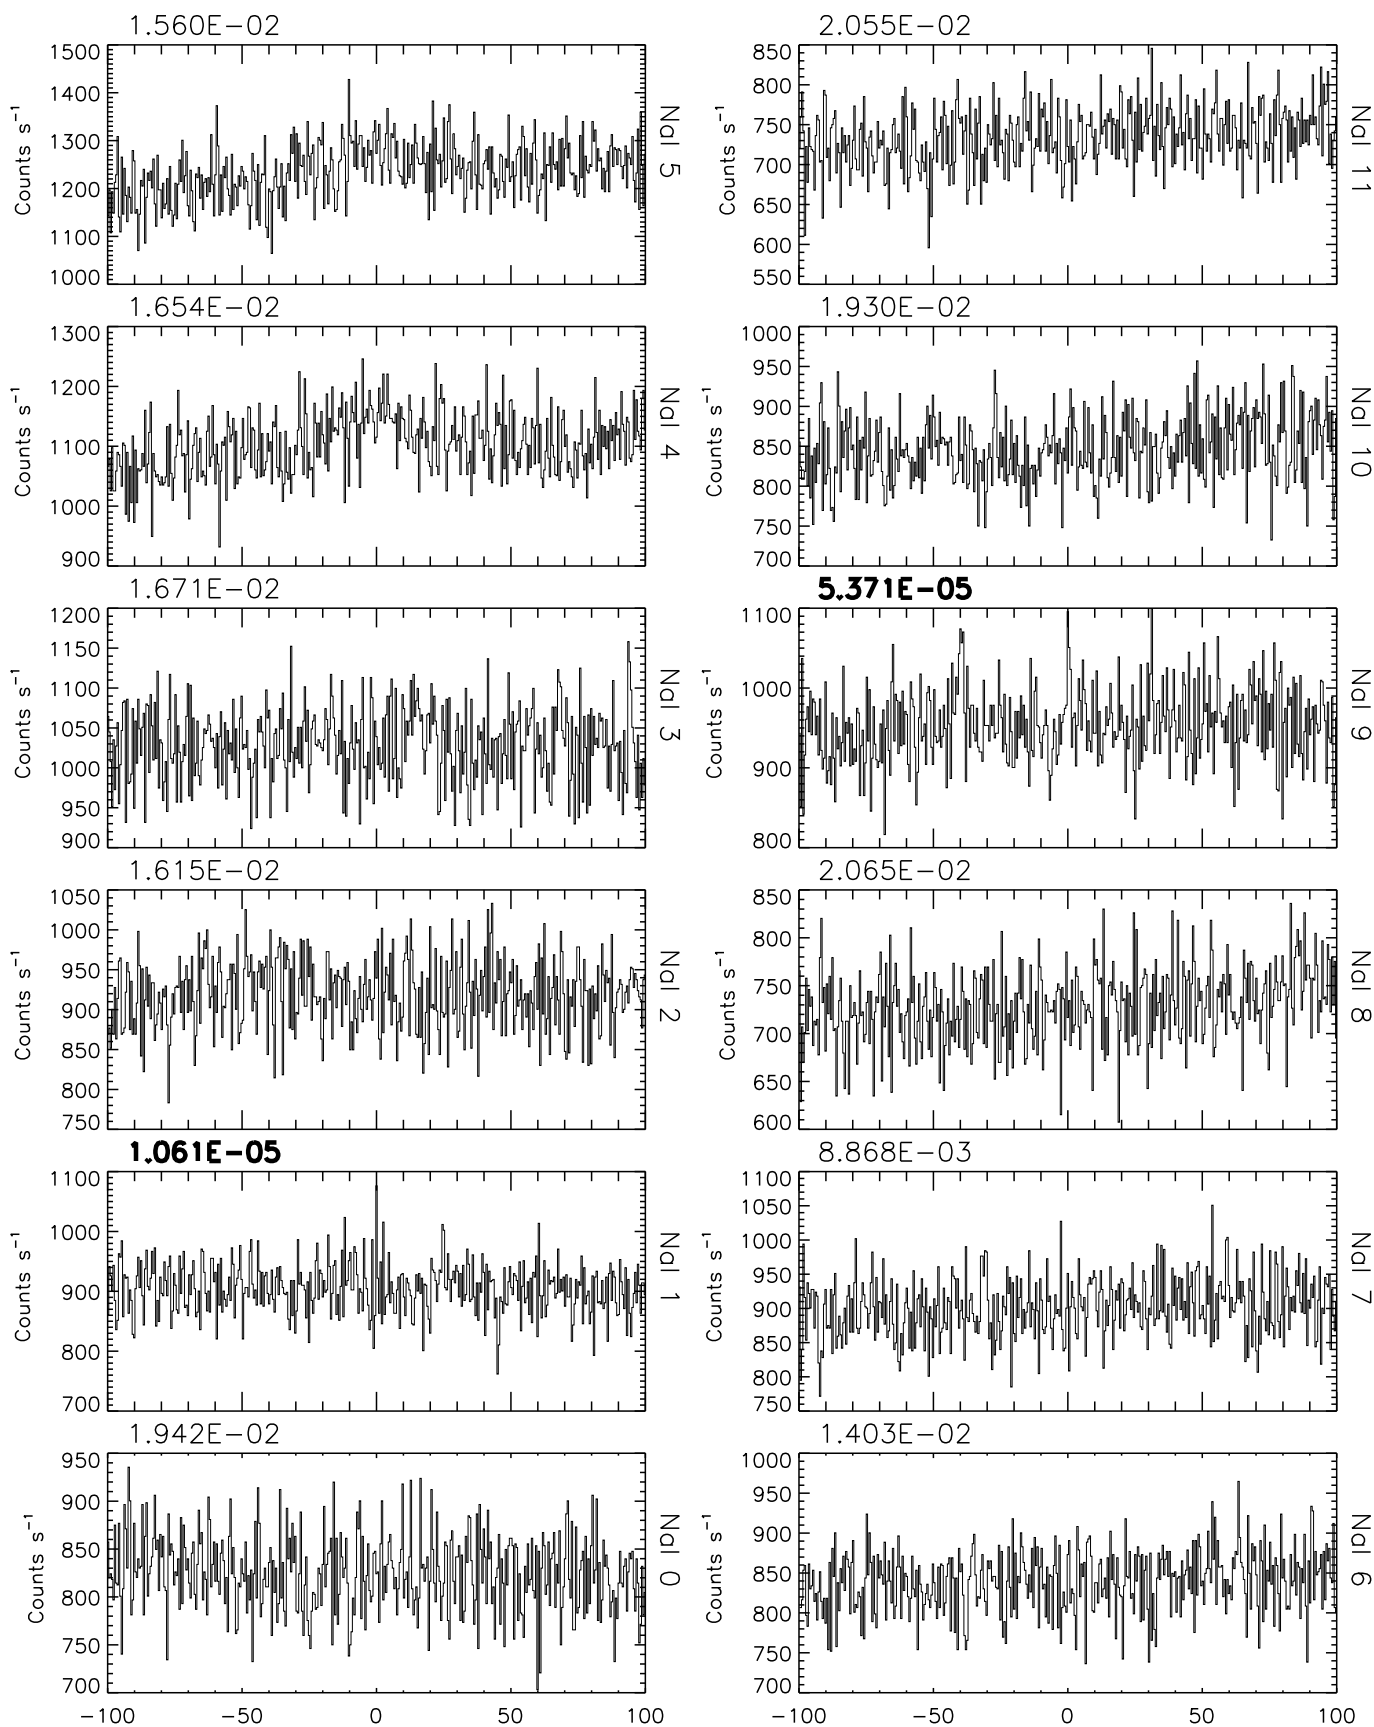 1.560E−02
1500
1400
1300
1200
1100
1000
Counts s−1
NaI 5
2.055E−02
850
800
750
700
650
600
550
Counts s−1
NaI 11
1.654E−02
1300
1200
1100
1000
900
Counts s−1
NaI 4
1.930E−02
1000
950
900
850
800
750
700
Counts s−1
NaI 10
1.671E−02
1200
1150
1100
1050
1000
950
900
Counts s−1
NaI 3
5.371E−05
1100
1000
900
800
Counts s−1
NaI 9
1.615E−02
1050
1000
950
900
850
800
750
Counts s−1
NaI 2
2.065E−02
850
800
750
700
650
600
Counts s−1
NaI 8
1.061E−05
1100
1000
900
800
700
Counts s−1
NaI 1
8.868E−03
1100
1050
1000
950
900
850
800
750
Counts s−1
NaI 7
1.942E−02
950
900
850
800
750
700
Counts s−1
NaI 0
−100 −50 0 50 100
1.403E−02
1000
950
900
850
800
750
700
Counts s−1
NaI 6
−100 −50 0 50 100